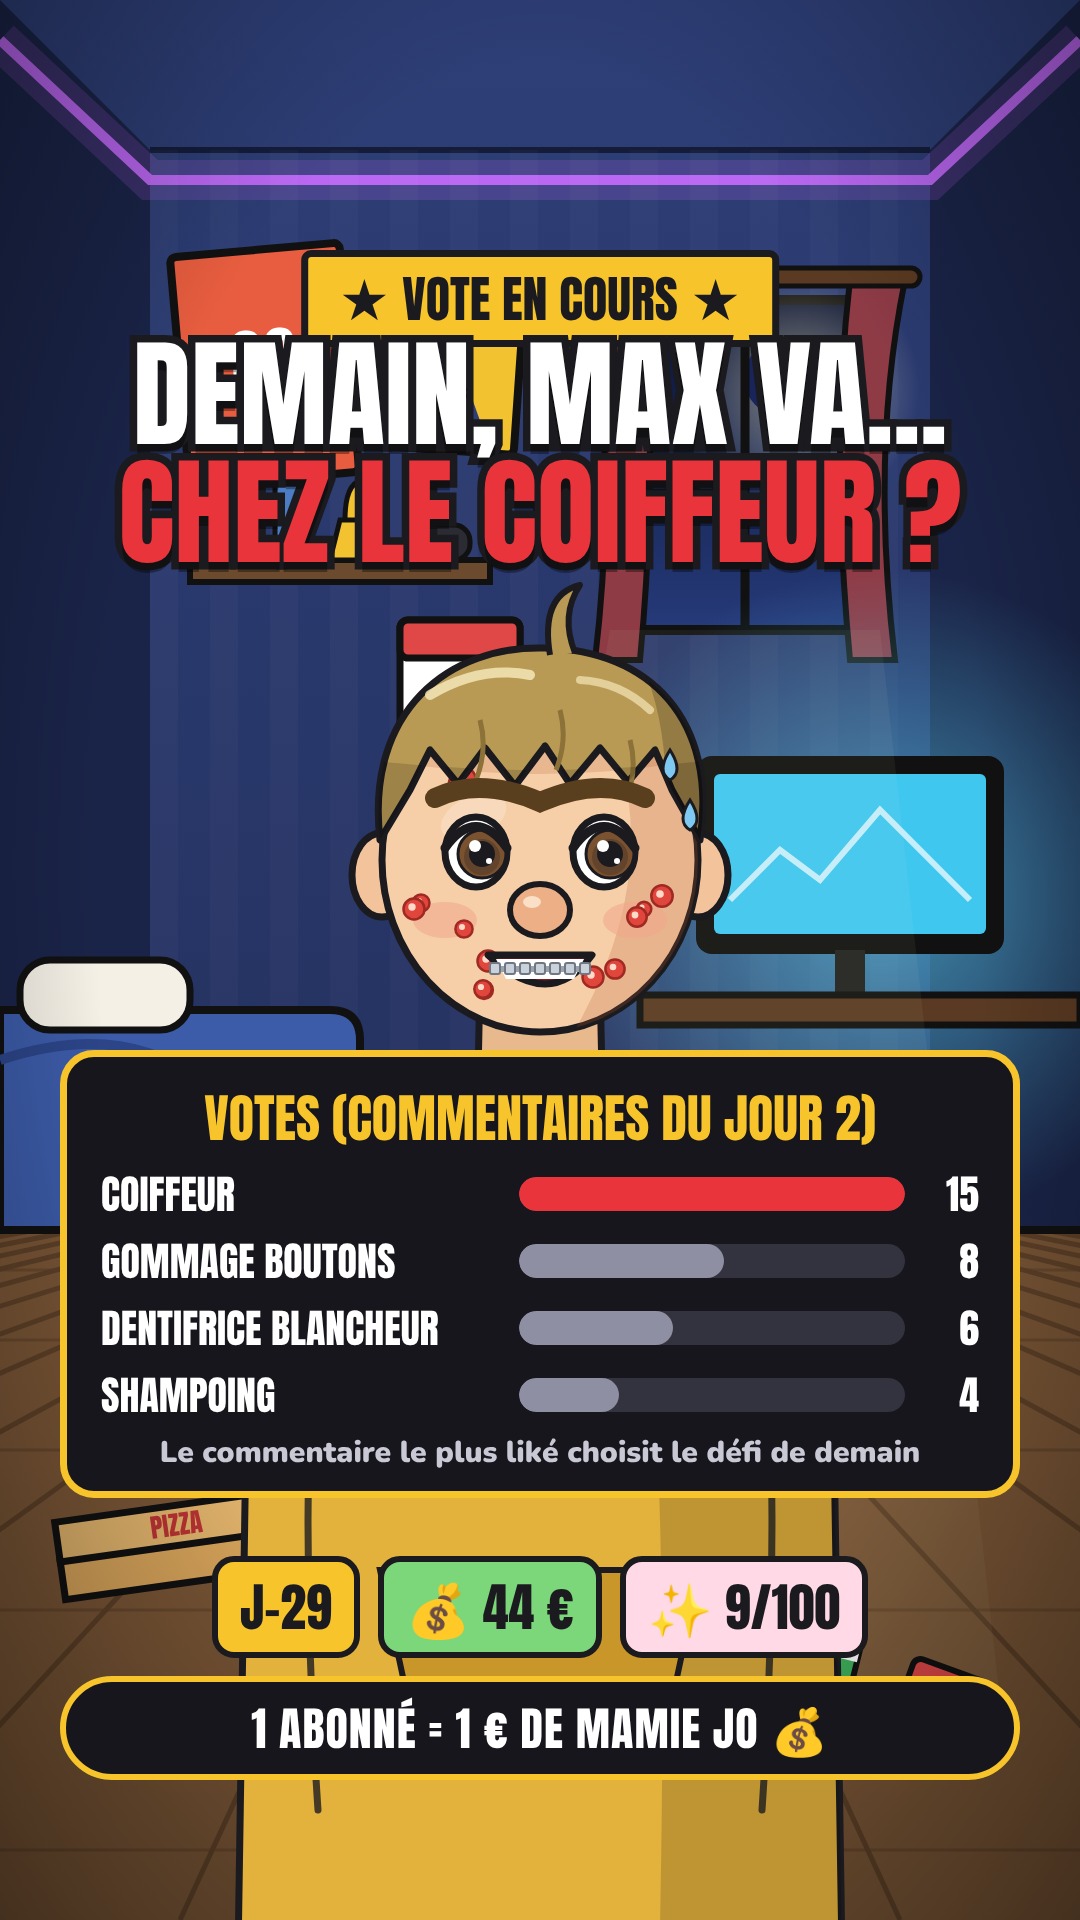 ★ VOTE EN COURS ★
DEMAIN, MAX VA...
CHEZ LE COIFFEUR ?
VOTES (COMMENTAIRES DU JOUR 2)
COIFFEUR 15
GOMMAGE BOUTONS 8
DENTIFRICE BLANCHEUR 6
SHAMPOING 4
Le commentaire le plus liké choisit le défi de demain
PIZZA
J-29
💰 44 €
✨ 9/100
1 ABONNÉ = 1 € DE MAMIE JO 💰